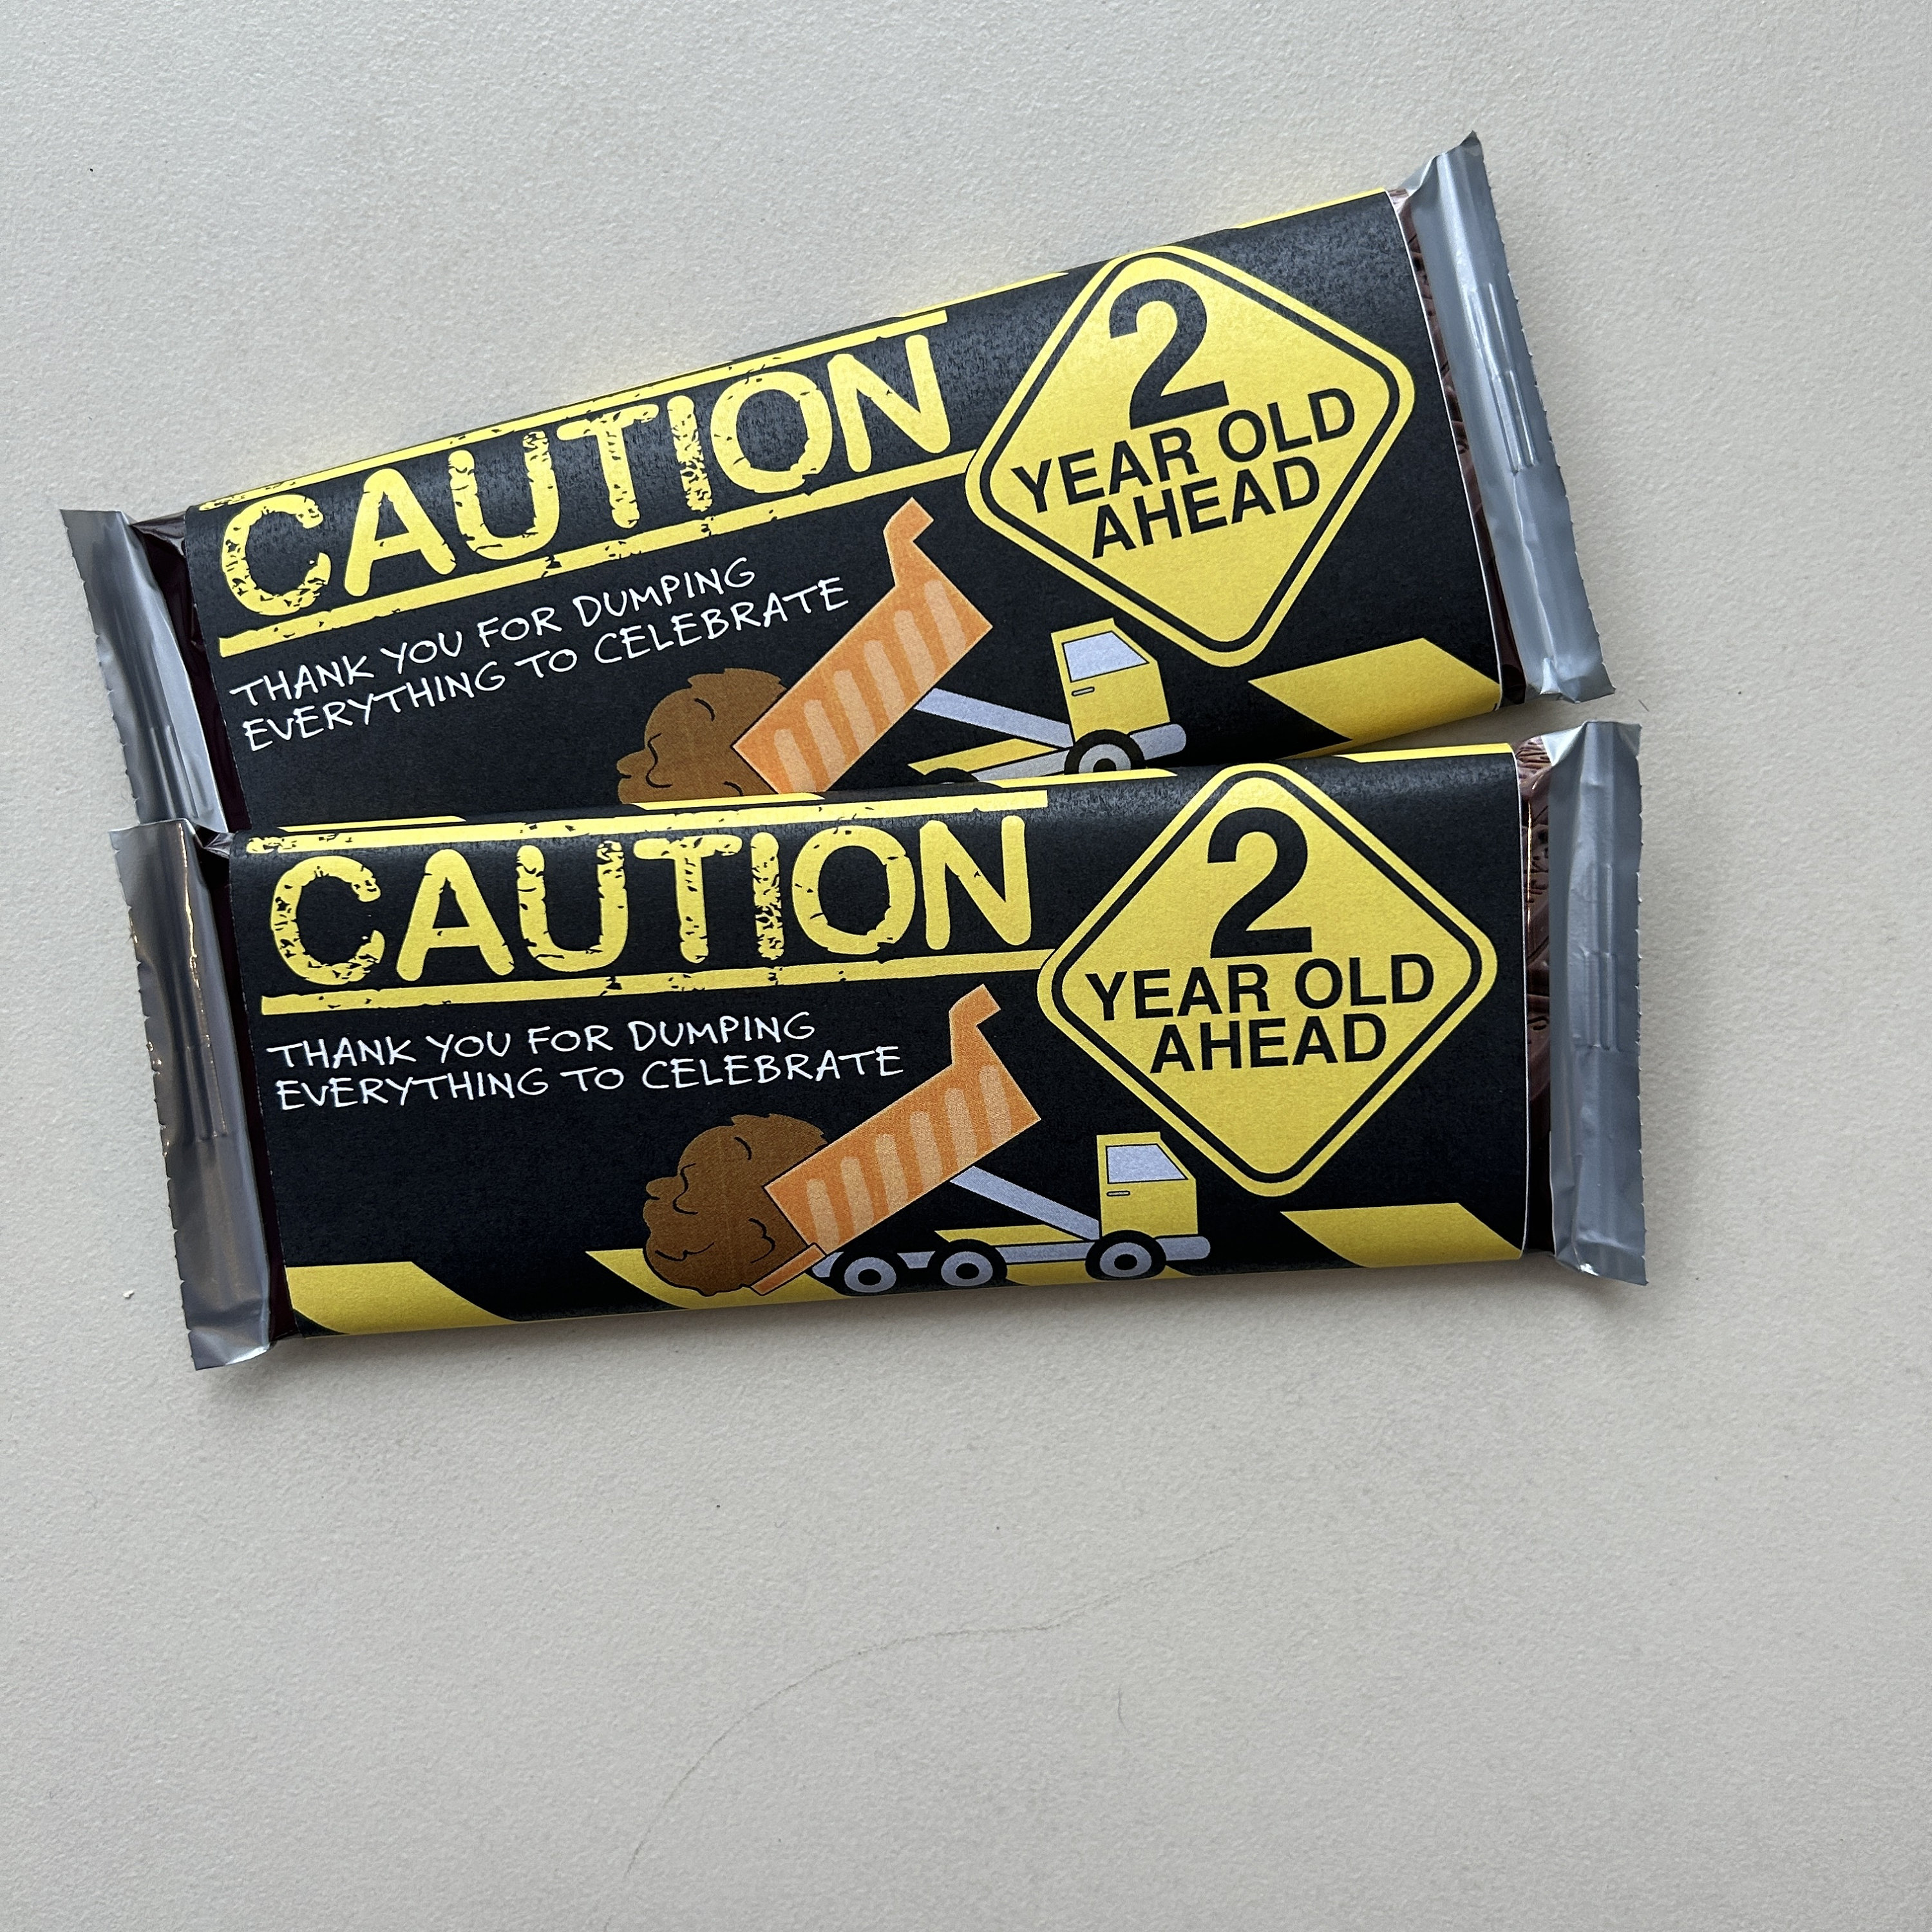 CAUTION
2
YEAR OLD
AHEAD
THANK YOU FOR DUMPING
EVERYTHING TO CELEBRATE
CAUTION
2
YEAR OLD
AHEAD
THANK YOU FOR DUMPING
EVERYTHING TO CELEBRATE